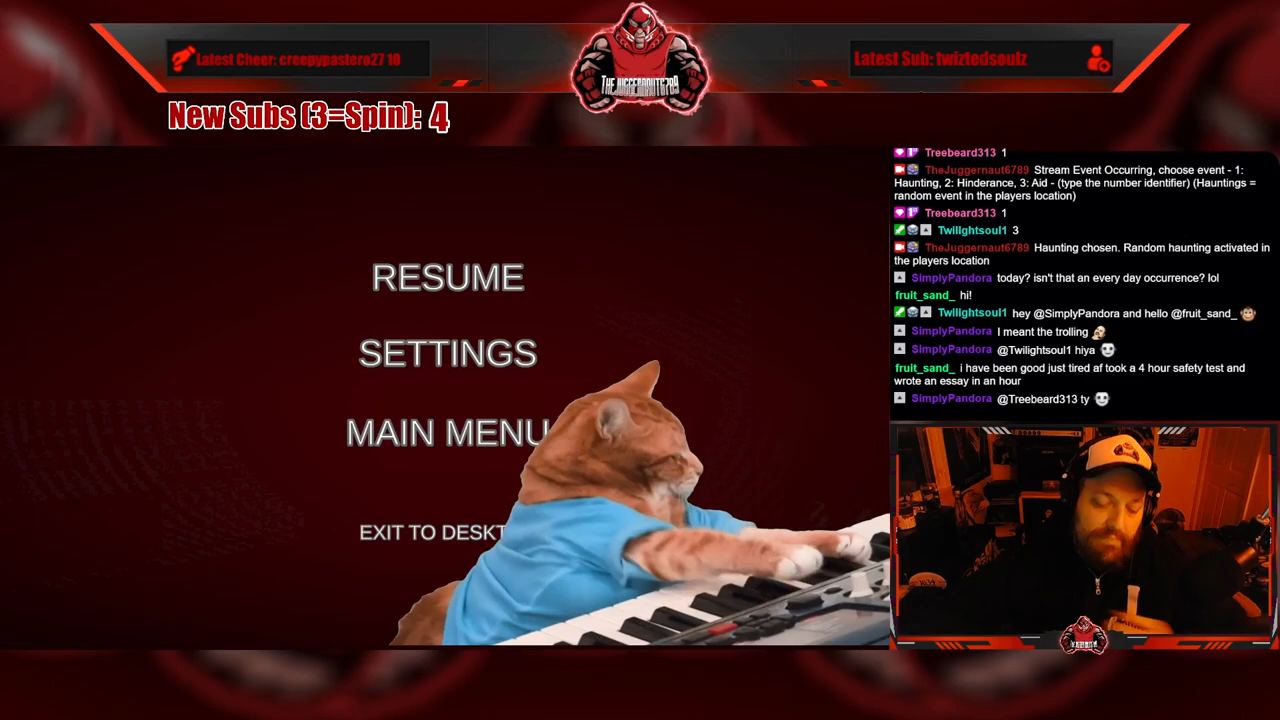 Latest Cheer: creepypastero27 10
THEJUGGERNAUT6789
Latest Sub: twiztedsoulz
New Subs (3=Spin): 4
RESUME
SETTINGS
MAIN MENU
EXIT TO DESKT
Treebeard313 1
TheJuggernaut6789 Stream Event Occurring, choose event - 1:
Haunting, 2: Hinderance, 3: Aid - (type the number identifier) (Hauntings =
random event in the players location)
Treebeard313 1
Twilightsoul1 3
TheJuggernaut6789 Haunting chosen. Random haunting activated in
the players location
SimplyPandora today? isn't that an every day occurrence? lol
fruit_sand_ hi!
Twilightsoul1 hey @SimplyPandora and hello @fruit_sand_
SimplyPandora I meant the trolling
SimplyPandora @Twilightsoul1 hiya
fruit_sand_ i have been good just tired af took a 4 hour safety test and
wrote an essay in an hour
SimplyPandora @Treebeard313 ty